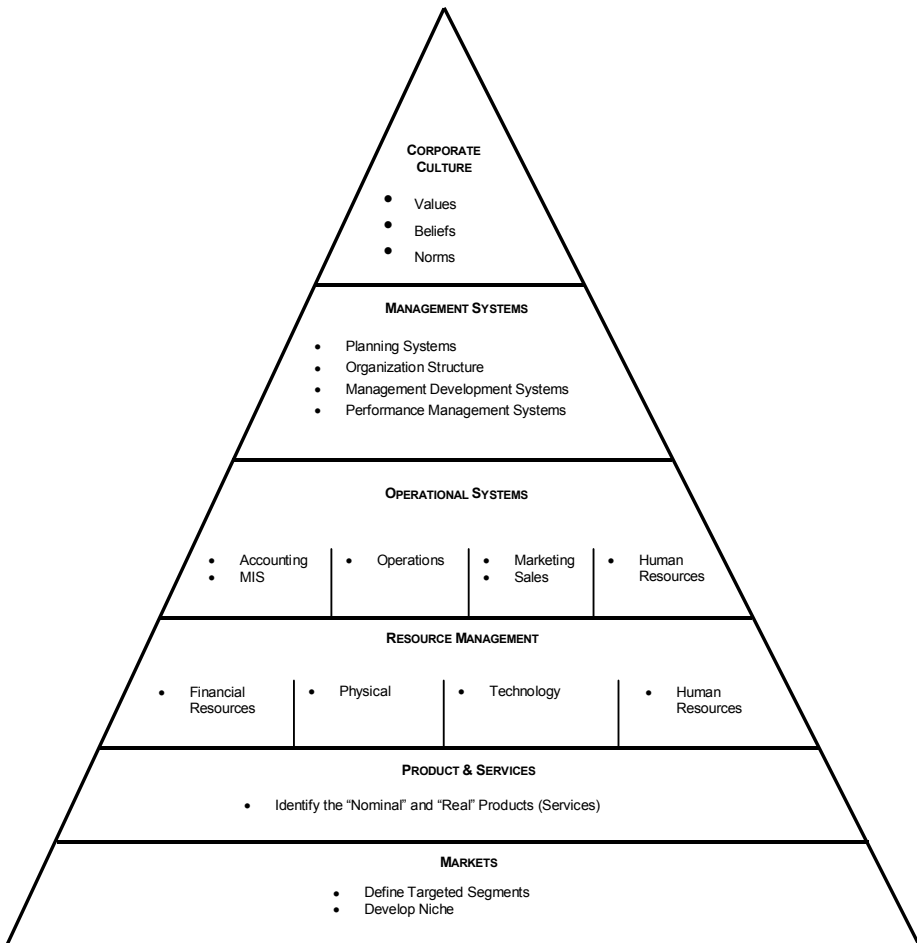 CORPORATE
CULTURE
• Values
• Beliefs
• Norms
MANAGEMENT SYSTEMS
• Planning Systems
• Organization Structure
• Management Development Systems
• Performance Management Systems
OPERATIONAL SYSTEMS
• Accounting
• MIS
• Operations
• Marketing
• Sales
• Human
Resources
RESOURCE MANAGEMENT
• Financial
Resources
• Physical
• Technology
• Human
Resources
PRODUCT & SERVICES
• Identify the “Nominal” and “Real” Products (Services)
MARKETS
• Define Targeted Segments
• Develop Niche